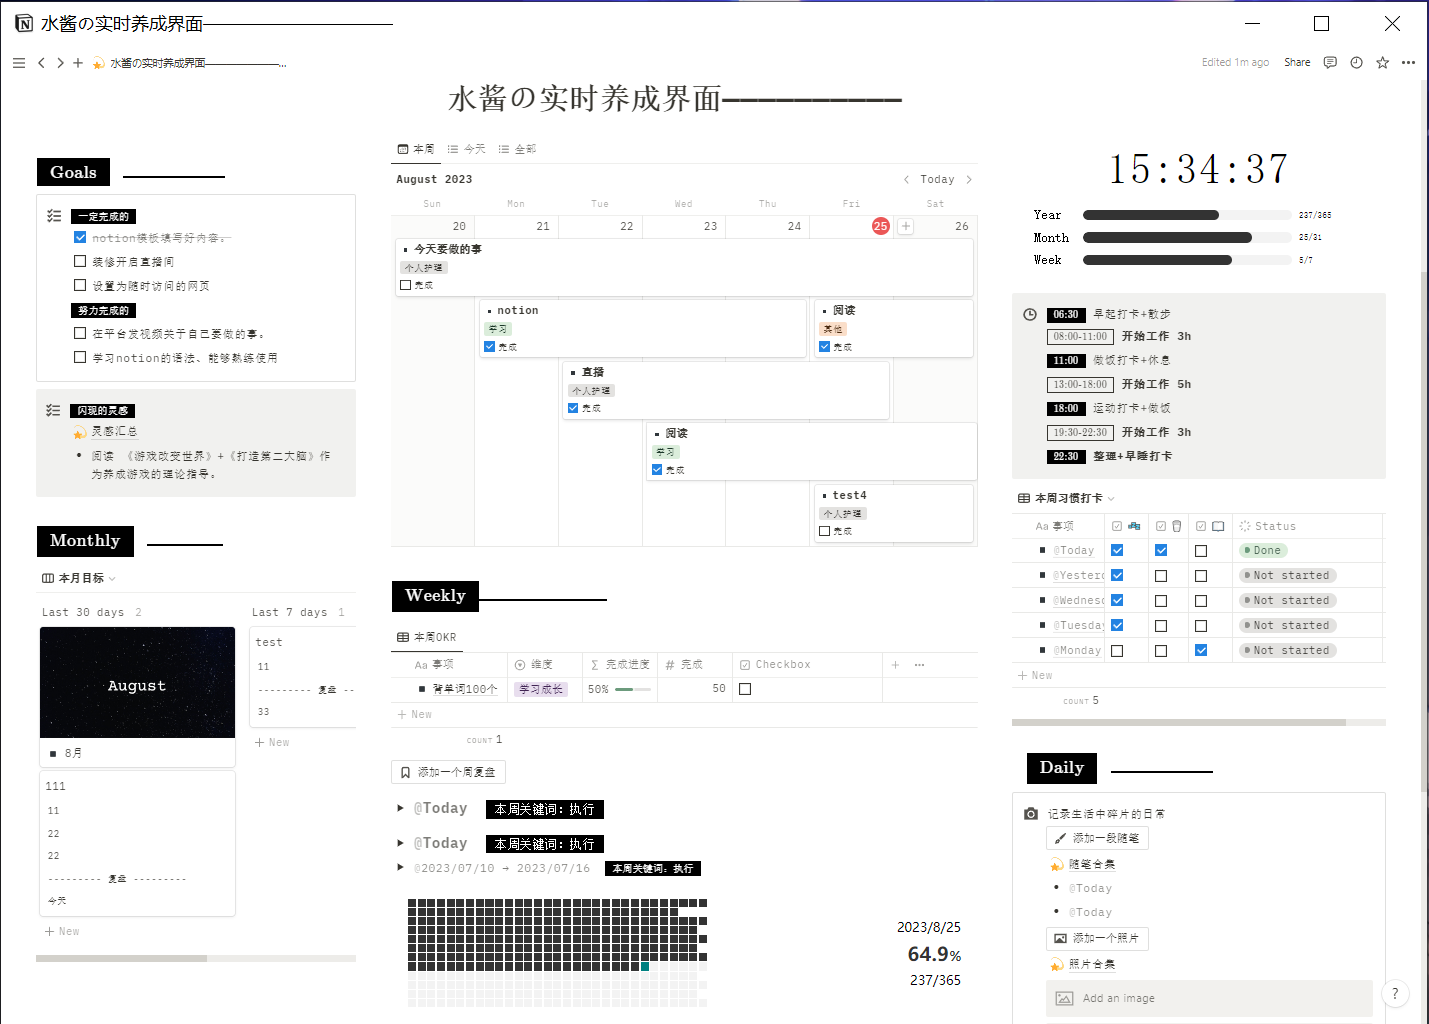 水酱の实时养成界面——————————
水酱の实时养成界面——————————...
Edited 1m ago
Share
水酱の实时养成界面——————————
Goals
一定完成的
notion模板填写好内容。
装修开启直播间
设置为随时访问的网页
努力完成的
在平台发视频关于自己要做的事。
学习notion的语法、能够熟练使用
闪现的灵感
灵感汇总
阅读 《游戏改变世界》+《打造第二大脑》作
为养成游戏的理论指导。
Monthly
本月目标
Last 30 days 2
August
8月
111
11
22
22
--------- 复盘 ---------
今天
+ New
Last 7 days 1
test
11
--------- 复盘 --
33
+ New
本周 今天 全部
August 2023
Today
Sun Mon Tue Wed Thu Fri Sat
20 21 22 23 24 25 + 26
今天要做的事
个人护理
完成
notion
学习
完成
阅读
其他
完成
直播
个人护理
完成
阅读
学习
完成
test4
个人护理
完成
Weekly
本周OKR
Aa 事项 维度 Σ 完成进度 # 完成 Checkbox + ···
背单词100个 学习成长 50% 50
+ New
COUNT 1
添加一个周复盘
@Today 本周关键词：执行
@Today 本周关键词：执行
@2023/07/10 → 2023/07/16 本周关键词：执行
2023/8/25
64.9%
237/365
15:34:37
Year 237/365
Month 25/31
Week 5/7
06:30 早起打卡+散步
08:00-11:00 开始工作 3h
11:00 做饭打卡+休息
13:00-18:00 开始工作 5h
18:00 运动打卡+做饭
19:30-22:30 开始工作 3h
22:30 整理+早睡打卡
本周习惯打卡
Aa 事项 Status
@Today Done
@Yesterd Not started
@Wednesd Not started
@Tuesday Not started
@Monday Not started
+ New
COUNT 5
Daily
记录生活中碎片的日常
添加一段随笔
随笔合集
@Today
@Today
添加一个照片
照片合集
Add an image
?